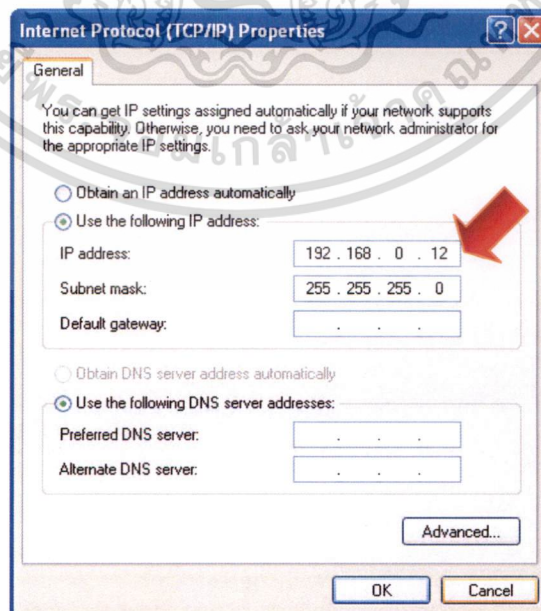 Internet Protocol (TCP/IP) Properties
General
You can get IP settings assigned automatically if your network supports
this capability. Otherwise, you need to ask your network administrator for
the appropriate IP settings.
Obtain an IP address automatically
Use the following IP address:
IP address: 192 . 168 . 0 . 12
Subnet mask: 255 . 255 . 255 . 0
Default gateway: . . .
Obtain DNS server address automatically
Use the following DNS server addresses:
Preferred DNS server: . . .
Alternate DNS server: . . .
Advanced...
OK Cancel